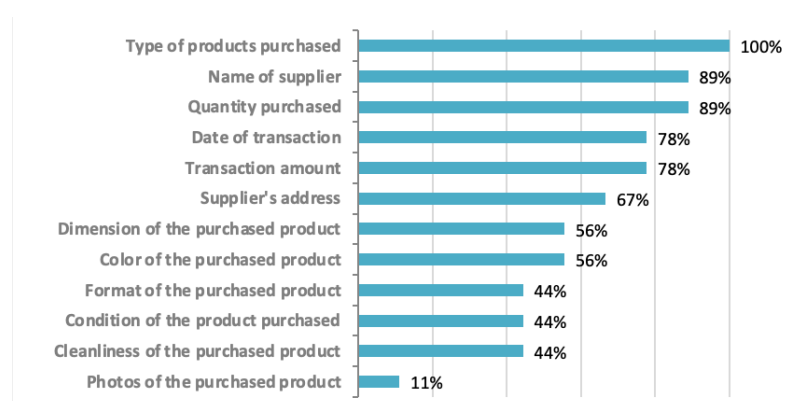 Type of products purchased 100%
Name of supplier 89%
Quantity purchased 89%
Date of transaction 78%
Transaction amount 78%
Supplier's address 67%
Dimension of the purchased product 56%
Color of the purchased product 56%
Format of the purchased product 44%
Condition of the product purchased 44%
Cleanliness of the purchased product 44%
Photos of the purchased product 11%